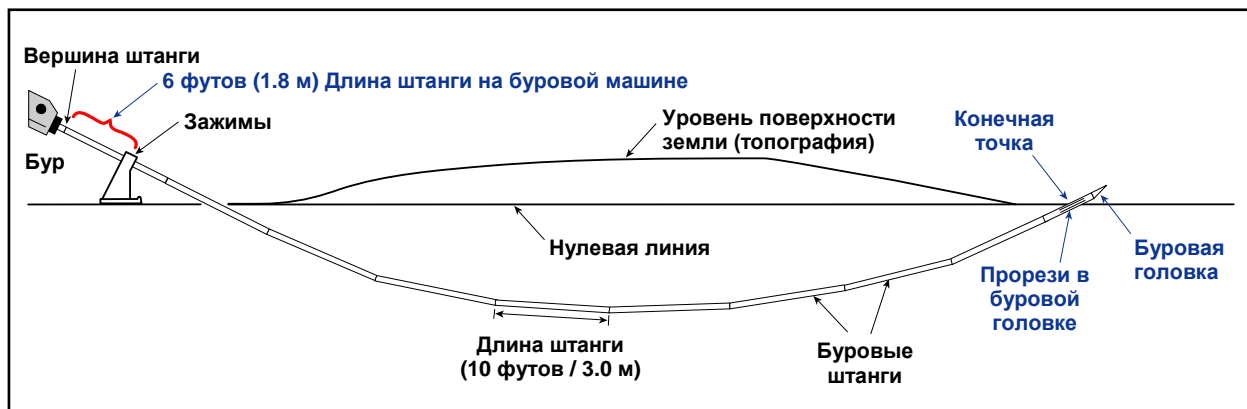 Вершина штанги
6 футов (1.8 м) Длина штанги на буровой машине
Зажимы
Бур
Уровень поверхности
земли (топография)
Конечная
точка
Нулевая линия
Буровая
головка
Прорези в
буровой
головке
Длина штанги
(10 футов / 3.0 м)
Буровые
штанги